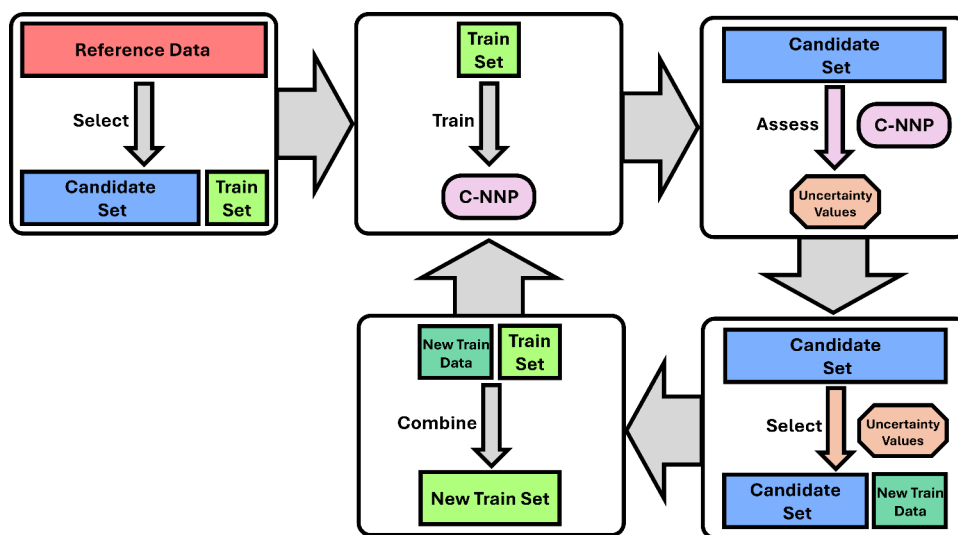 Reference Data
Select
Candidate
Set
Train
Set
Train
Set
Train
C-NNP
Candidate
Set
Assess
C-NNP
Uncertainty
Values
Candidate
Set
Select
Uncertainty
Values
Candidate
Set
New Train
Data
New Train
Data
Train
Set
Combine
New Train Set